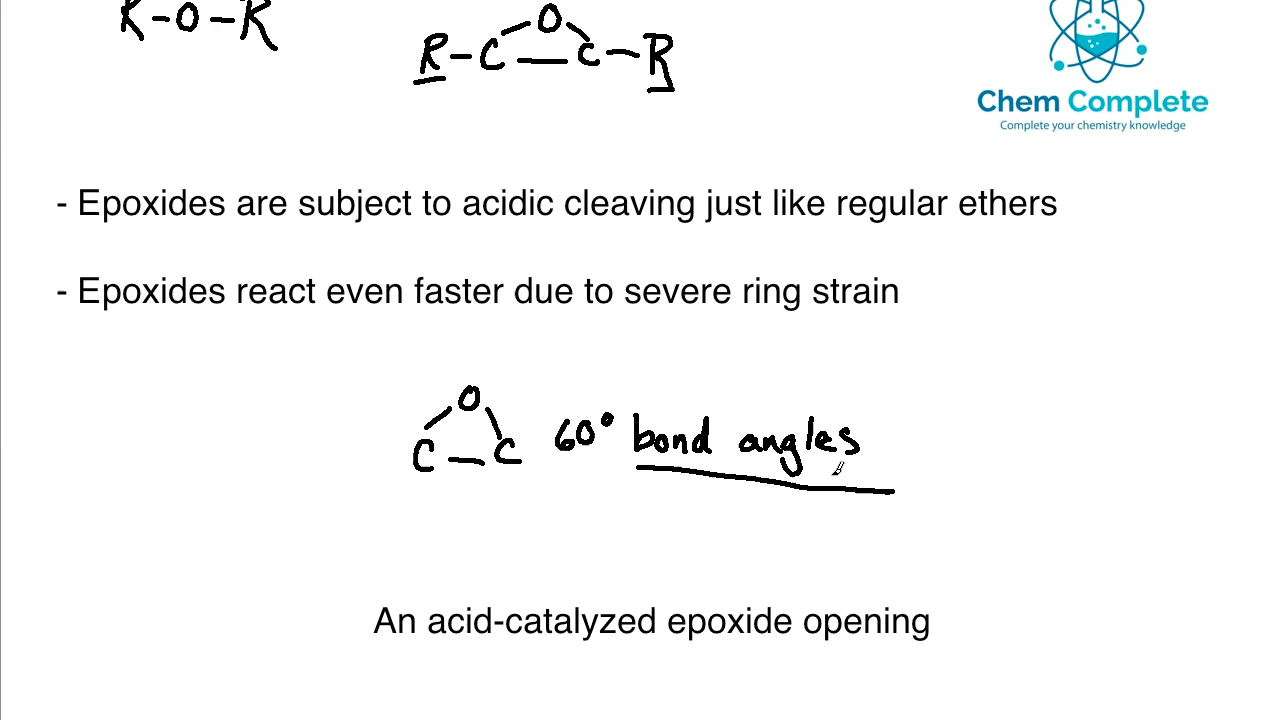 R-O-R
O
R-C — C-R
Chem Complete
Complete your chemistry knowledge
- Epoxides are subject to acidic cleaving just like regular ethers
- Epoxides react even faster due to severe ring strain
O
C — C 60° bond angles
An acid-catalyzed epoxide opening